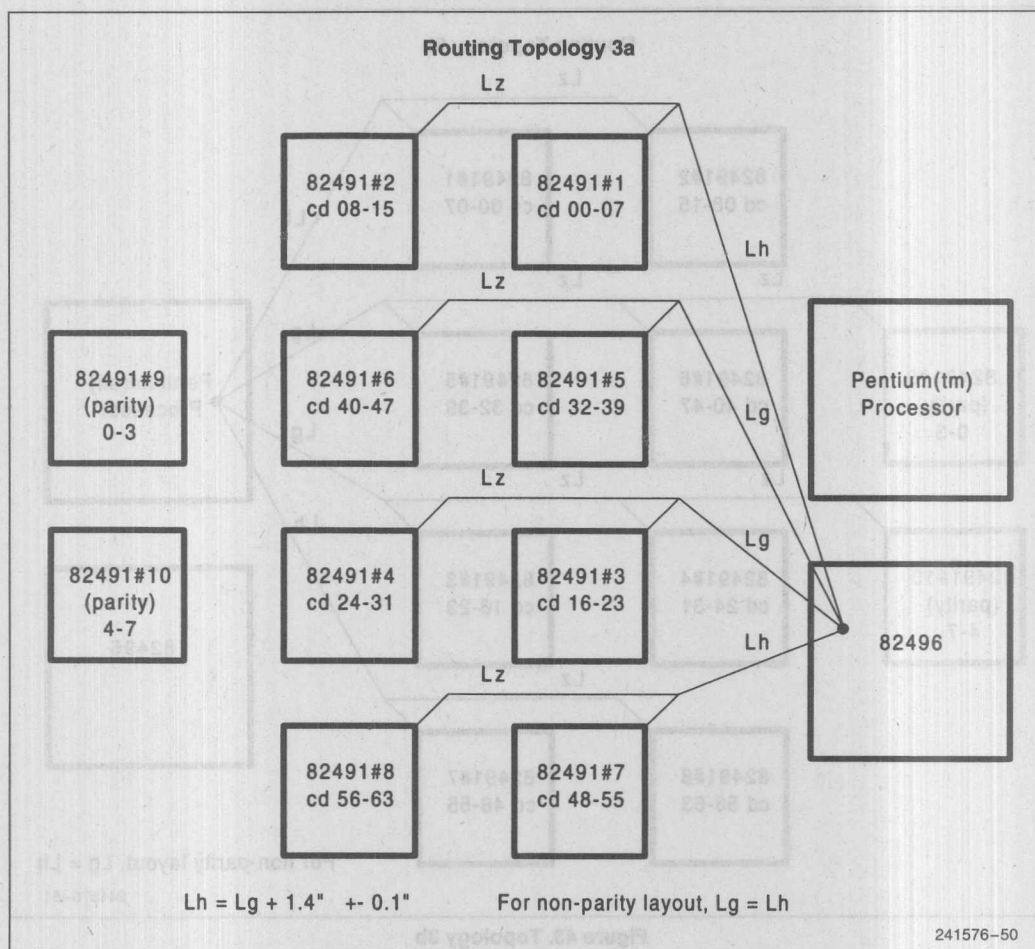 Routing Topology 3a
Lz
82491#2
cd 08-15
82491#1
cd 00-07
Lh
Lz
82491#9
(parity)
0-3
82491#6
cd 40-47
82491#5
cd 32-39
Lg
Pentium(tm)
Processor
Lz
Lg
82491#10
(parity)
4-7
82491#4
cd 24-31
82491#3
cd 16-23
Lh
82496
Lz
82491#8
cd 56-63
82491#7
cd 48-55
Lh = Lg + 1.4" +- 0.1"
For non-parity layout, Lg = Lh
241576-50